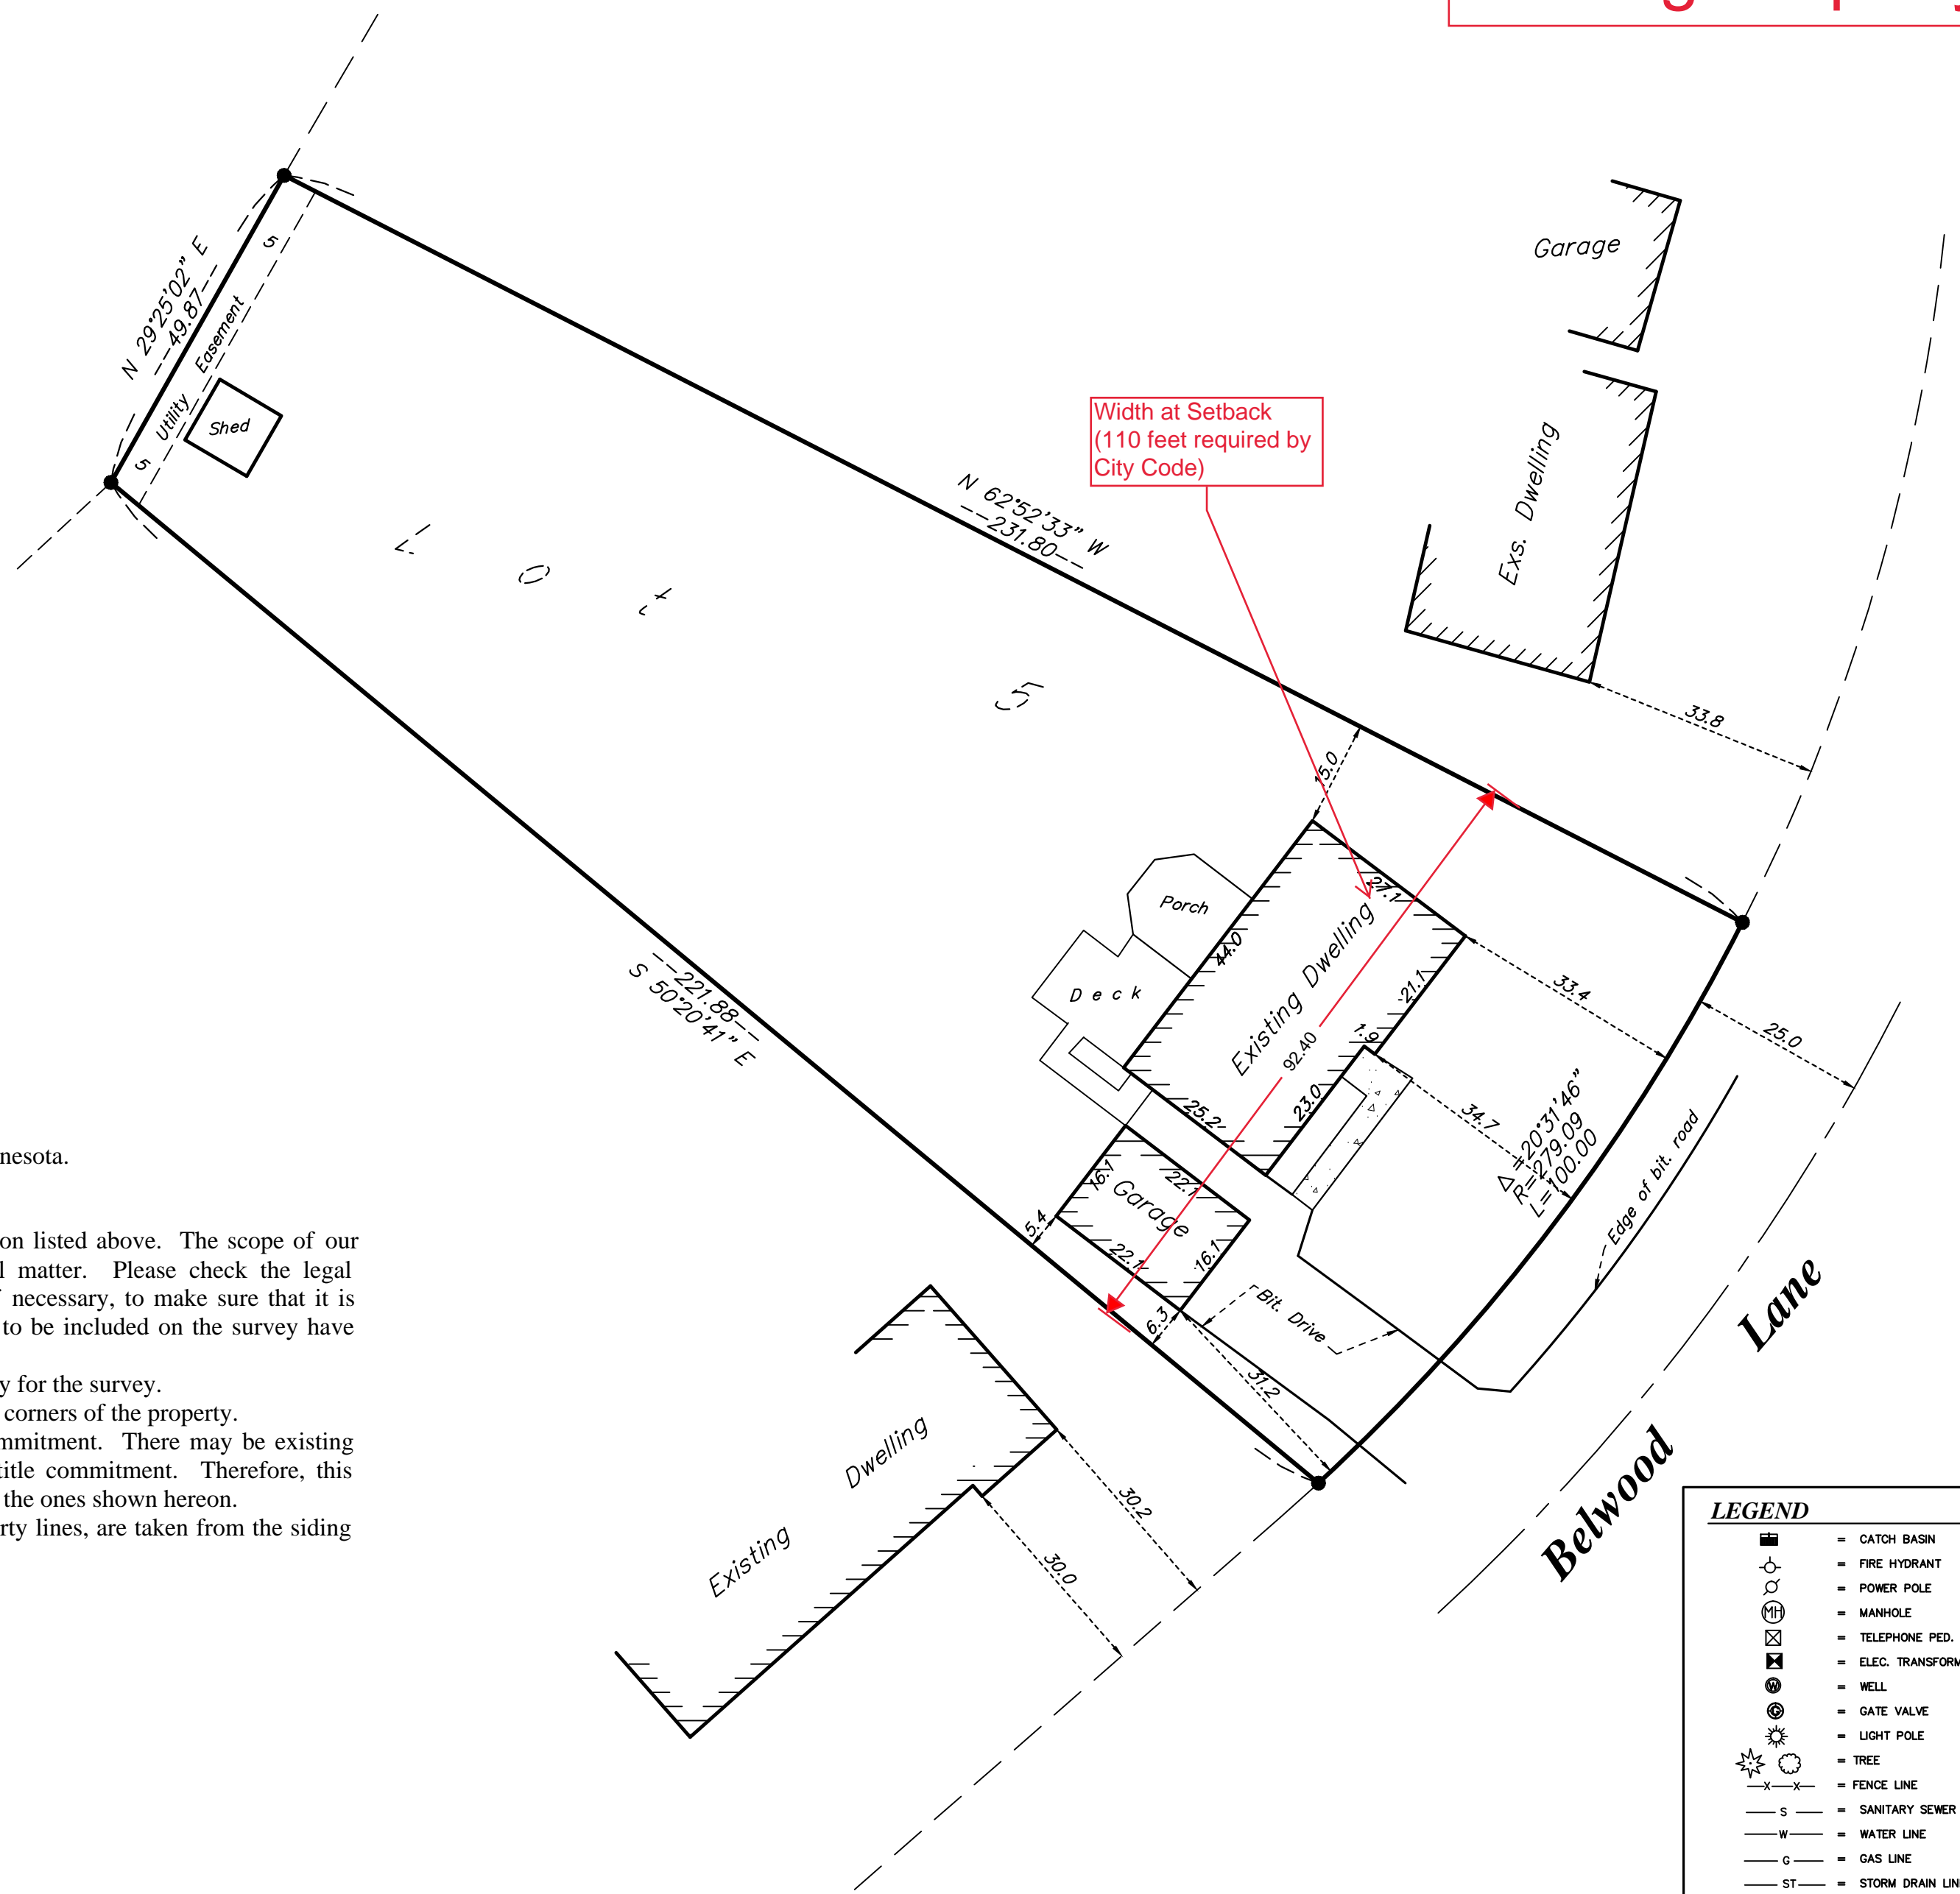 N 29°25'02" E
49.87
5
Utility Easement
5
Shed
Lot 5
N 62°52'33" W
231.80
Width at Setback
(110 feet required by
City Code)
Garage
Exs. Dwelling
33.8
15.0
27.1
Porch
44.0
Deck
Existing Dwelling
21.1
1.9
92.40
33.4
25.0
221.88
S 50°20'41" E
25.2
23.0
34.7
Δ=20°31'46"
R=279.09
L=100.00
Edge of bit. road
16.1
22.1
Garage
5.4
22.1
16.1
6.3
Bit. Drive
31.2
Belwood Lane
Existing Dwelling
30.2
30.0
nesota.
on listed above. The scope of our
l matter. Please check the legal
f necessary, to make sure that it is
to be included on the survey have
y for the survey.
corners of the property.
mmitment. There may be existing
title commitment. Therefore, this
the ones shown hereon.
rty lines, are taken from the siding
LEGEND
= CATCH BASIN
= FIRE HYDRANT
= POWER POLE
MH = MANHOLE
= TELEPHONE PED.
= ELEC. TRANSFORM
W = WELL
G = GATE VALVE
= LIGHT POLE
= TREE
X X = FENCE LINE
S = SANITARY SEWER
W = WATER LINE
G = GAS LINE
ST = STORM DRAIN LIN